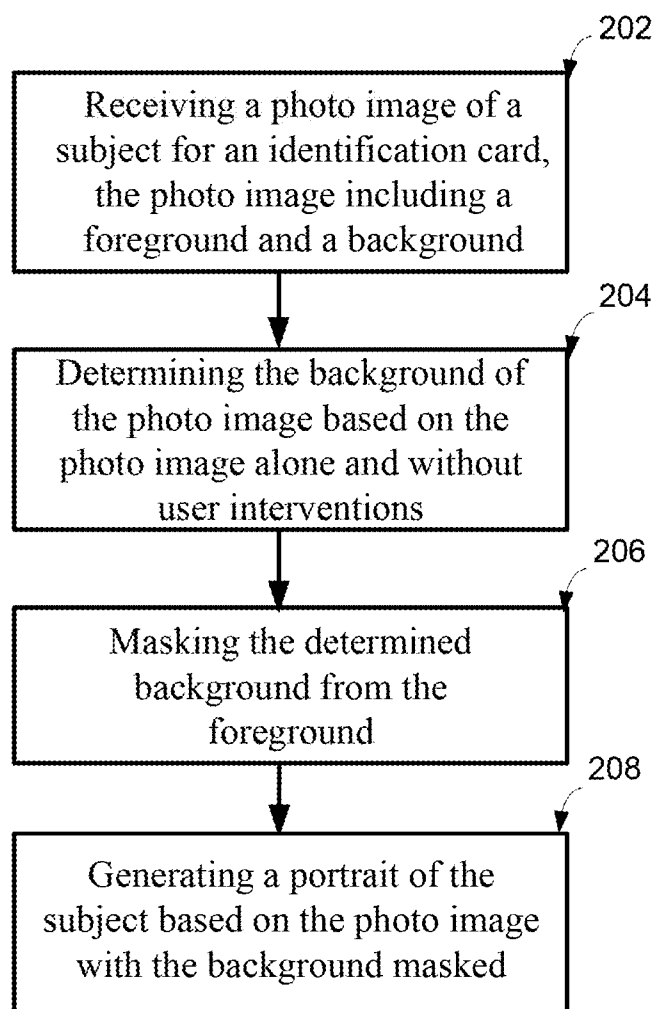 202
Receiving a photo image of a
subject for an identification card,
the photo image including a
foreground and a background
204
Determining the background of
the photo image based on the
photo image alone and without
user interventions
206
Masking the determined
background from the
foreground
208
Generating a portrait of the
subject based on the photo image
with the background masked